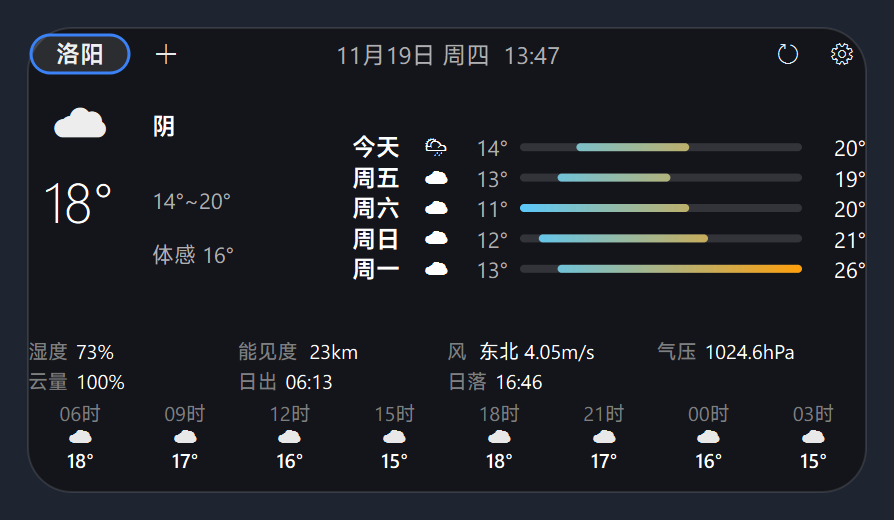 洛阳 + 11月19日 周四 13:47
阴
18°
14°~20°
体感 16°
今天 14° 20°
周五 13° 19°
周六 11° 20°
周日 12° 21°
周一 13° 26°
湿度 73% 能见度 23km 风 东北 4.05m/s 气压 1024.6hPa
云量 100% 日出 06:13 日落 16:46
06时 09时 12时 15时 18时 21时 00时 03时
18° 17° 16° 15° 18° 17° 16° 15°